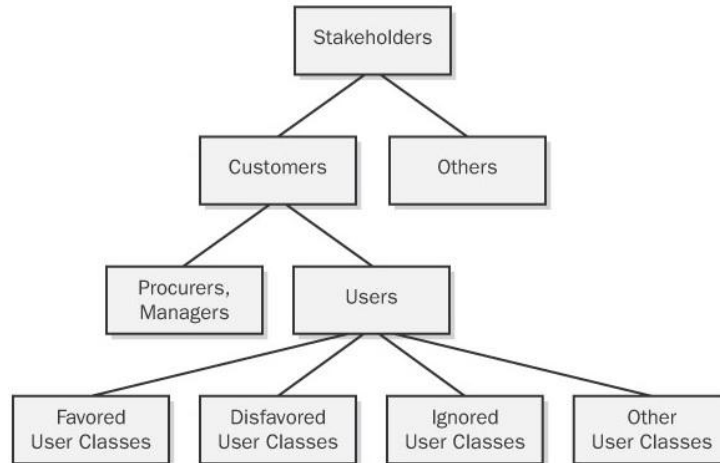 Stakeholders
Customers
Others
Procurers,
Managers
Users
Favored
User Classes
Disfavored
User Classes
Ignored
User Classes
Other
User Classes